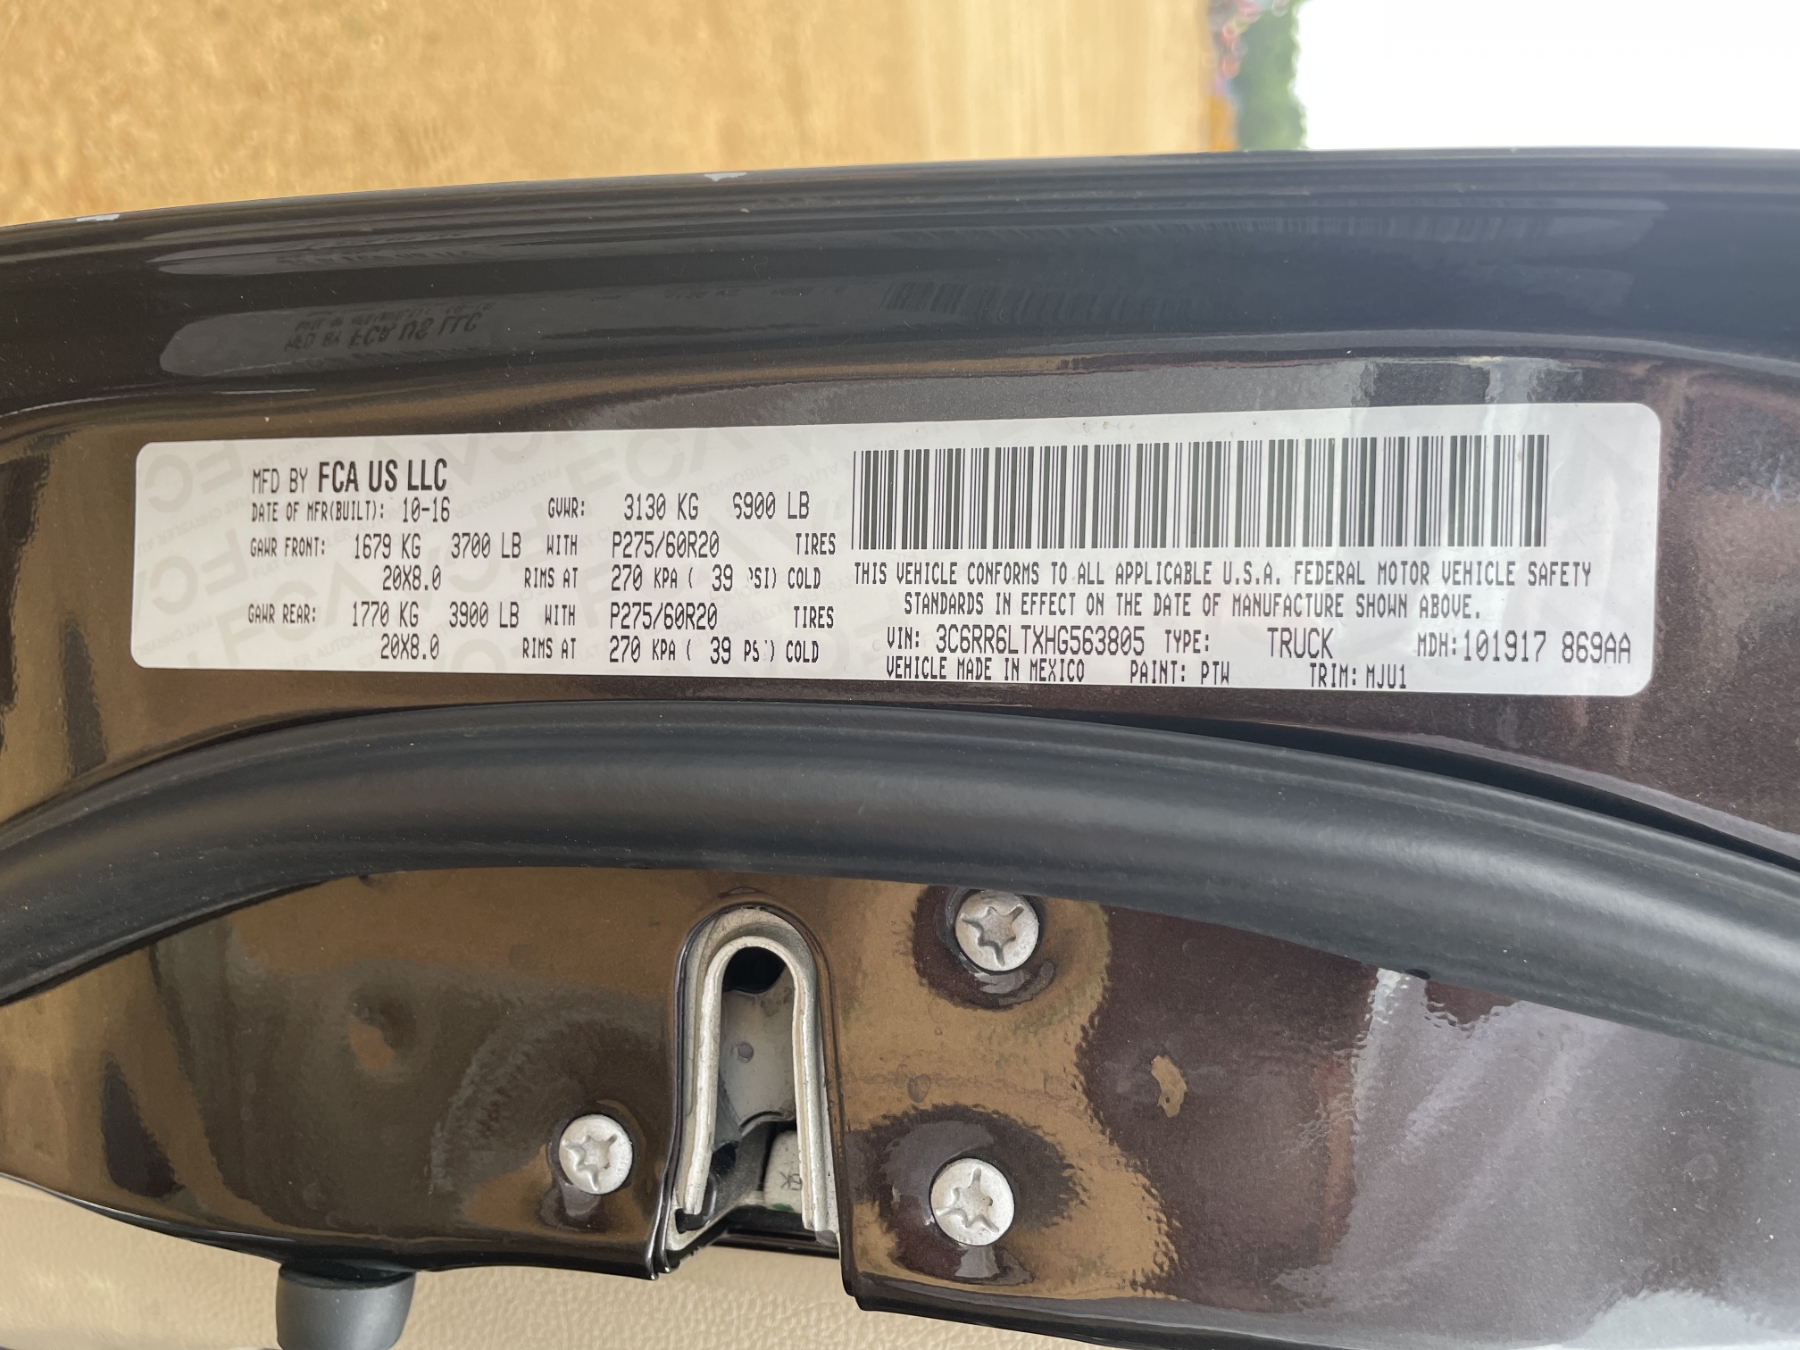 MFD BY FCA US LLC
DATE OF MFR(BUILT): 10-16 GVWR: 3130 KG 6900 LB
GAWR FRONT: 1679 KG 3700 LB WITH P275/60R20 TIRES
20X8.0 RIMS AT 270 KPA ( 39 PSI) COLD
GAWR REAR: 1770 KG 3900 LB WITH P275/60R20 TIRES
20X8.0 RIMS AT 270 KPA ( 39 PSI) COLD
THIS VEHICLE CONFORMS TO ALL APPLICABLE U.S.A. FEDERAL MOTOR VEHICLE SAFETY
STANDARDS IN EFFECT ON THE DATE OF MANUFACTURE SHOWN ABOVE.
VIN: 3C6RR6LTXHG563805 TYPE: TRUCK MDH:101917 869AA
VEHICLE MADE IN MEXICO PAINT: PTW TRIM: MJU1